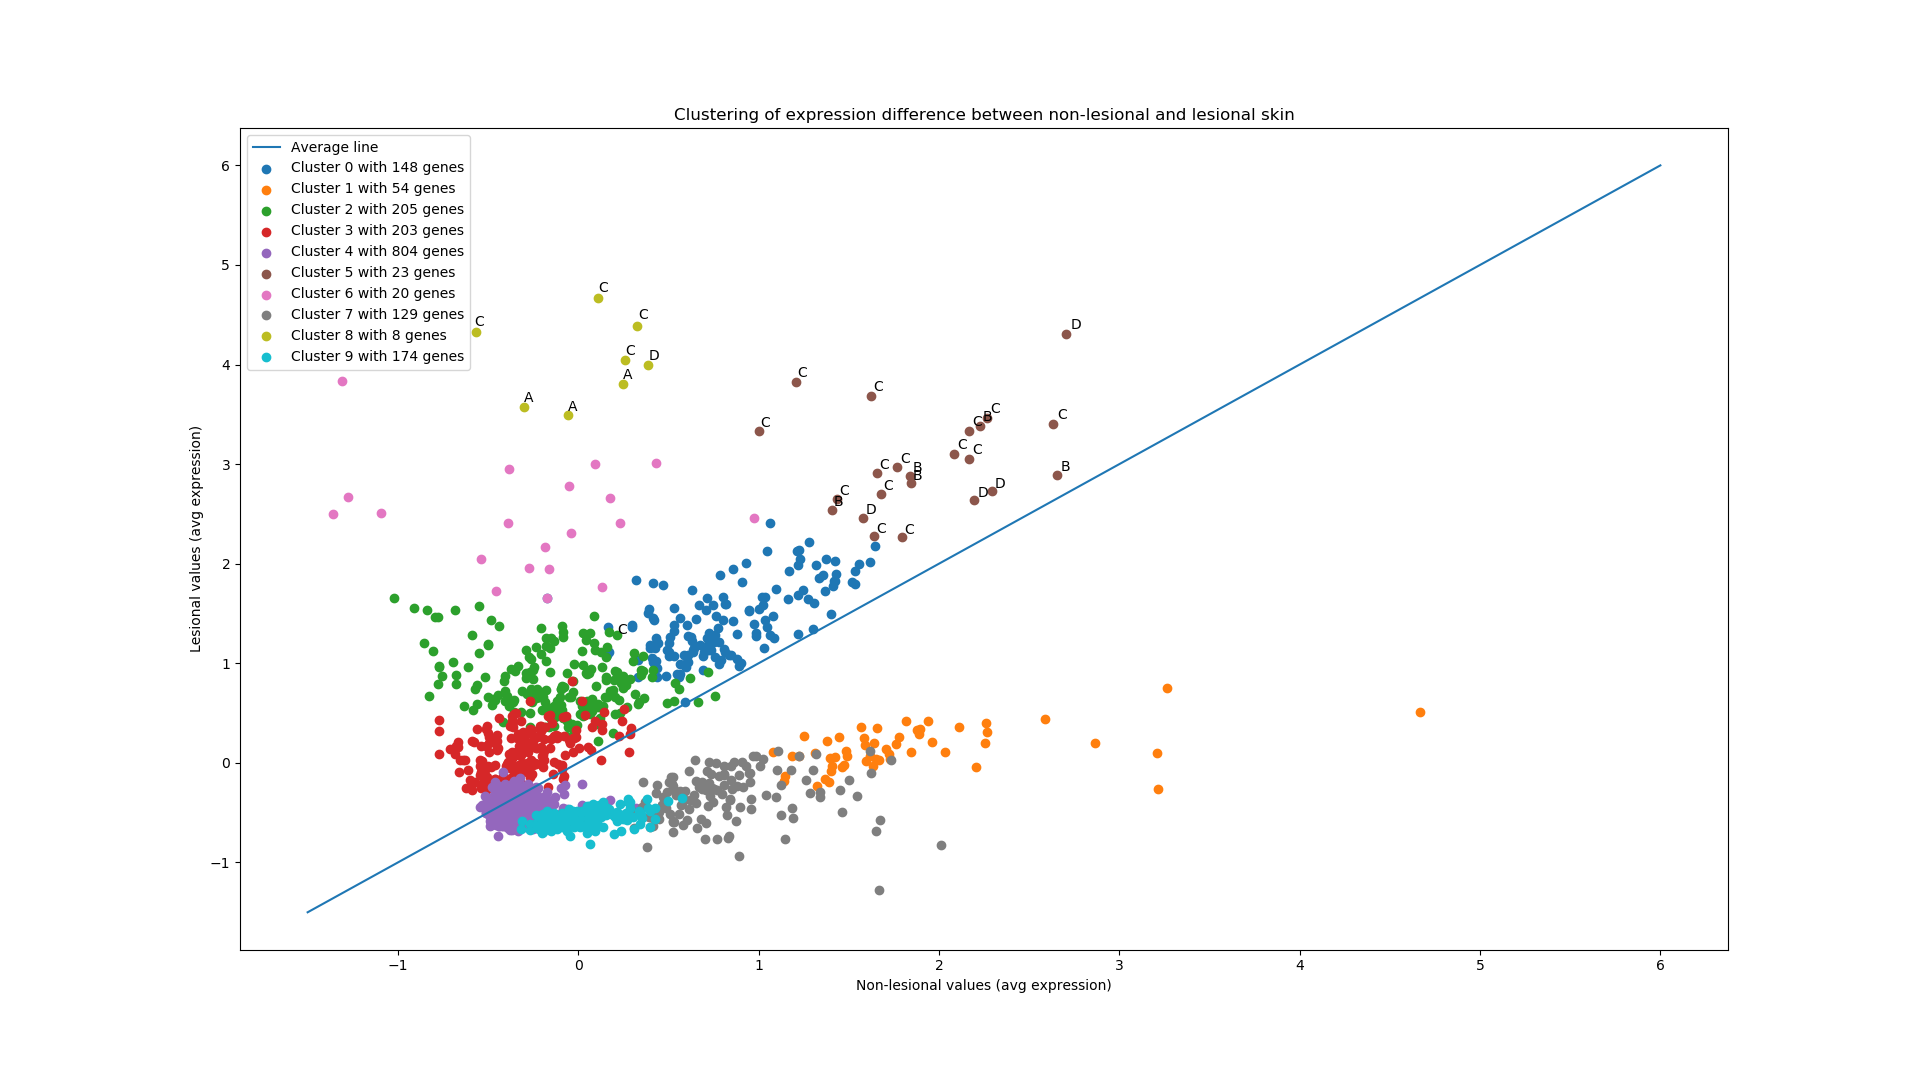 Clustering of expression difference between non-lesional and lesional skin
Average line
Cluster 0 with 148 genes
Cluster 1 with 54 genes
Cluster 2 with 205 genes
Cluster 3 with 203 genes
Cluster 4 with 804 genes
Cluster 5 with 23 genes
Cluster 6 with 20 genes
Cluster 7 with 129 genes
Cluster 8 with 8 genes
Cluster 9 with 174 genes
6
5
4
3
2
1
0
−1
Lesional values (avg expression)
C
C
C
D
C
D
A
C
C
A
A
C
B
C
C
C
C
C
C
B
C
B
B
D
C
C
B
D
D
C
C
C
−1
0
1
2
3
4
5
6
Non-lesional values (avg expression)